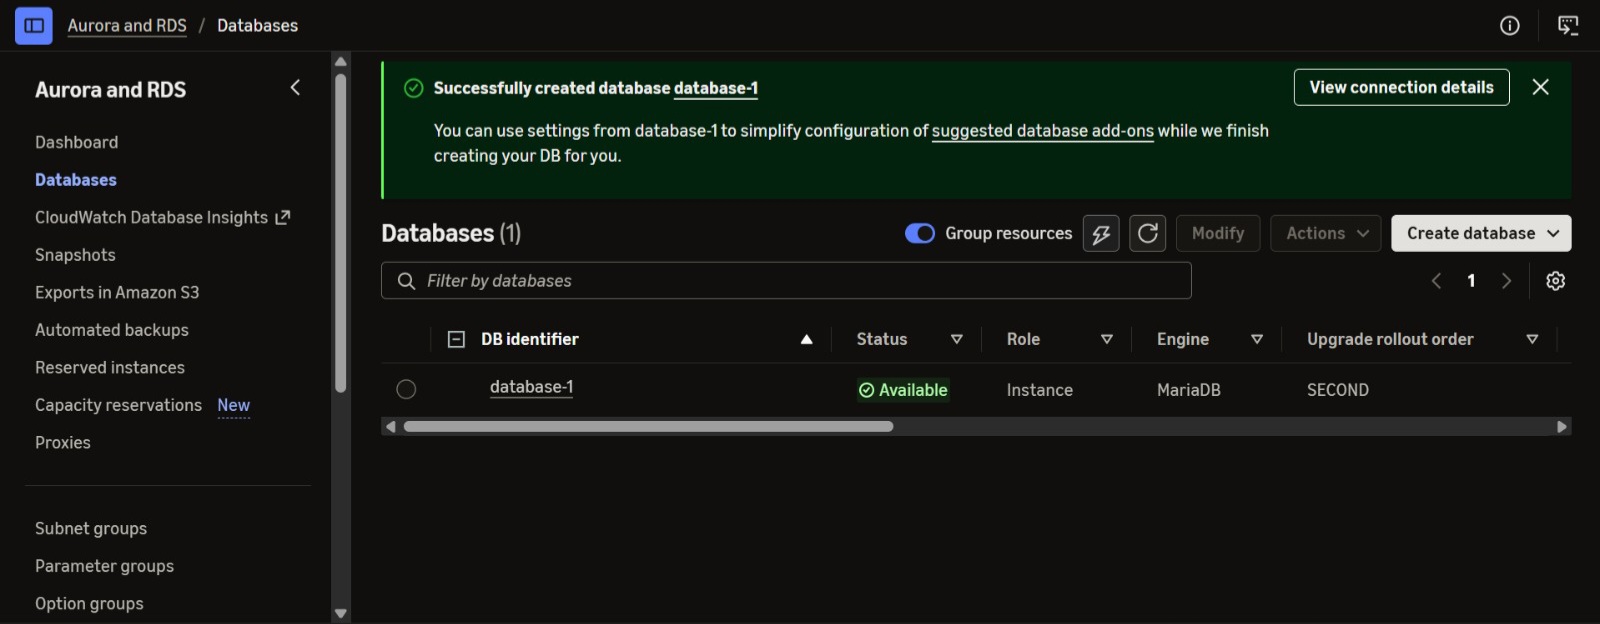 Aurora and RDS / Databases
Aurora and RDS
Dashboard
Databases
CloudWatch Database Insights
Snapshots
Exports in Amazon S3
Automated backups
Reserved instances
Capacity reservations New
Proxies
Subnet groups
Parameter groups
Option groups
Successfully created database database-1
View connection details
You can use settings from database-1 to simplify configuration of suggested database add-ons while we finish
creating your DB for you.
Databases (1)
Group resources
Modify
Actions
Create database
Filter by databases
1
DB identifier Status Role Engine Upgrade rollout order
database-1 Available Instance MariaDB SECOND